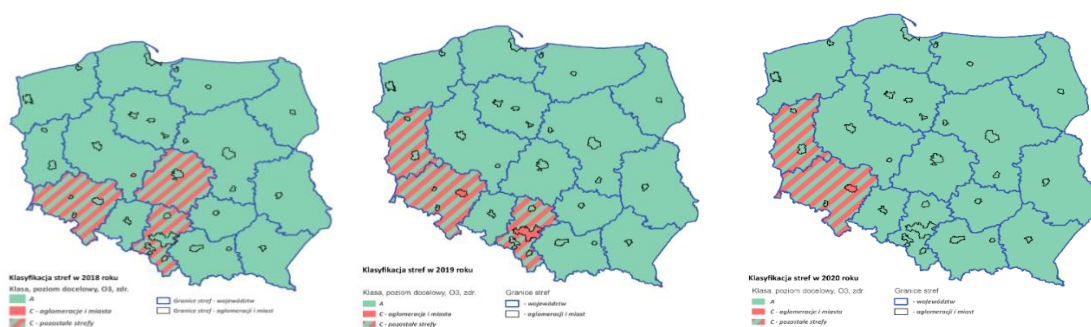 Klasyfikacja stref w 2018 roku
Klasa, poziom docelowy, O3, zdr.
A
C - aglomeracje i miasta
C - pozostałe strefy
Granice stref - województw
Granice stref - aglomeracji i miast
Klasyfikacja stref w 2019 roku
Klasa, poziom docelowy, O3, zdr.
A
C - aglomeracje i miasta
C - pozostałe strefy
Granice stref
- województw
- aglomeracji i miast
Klasyfikacja stref w 2020 roku
Klasa, poziom docelowy, O3, zdr.
A
C - aglomeracje i miasta
C - pozostałe strefy
Granice stref
- województw
- aglomeracji i miast